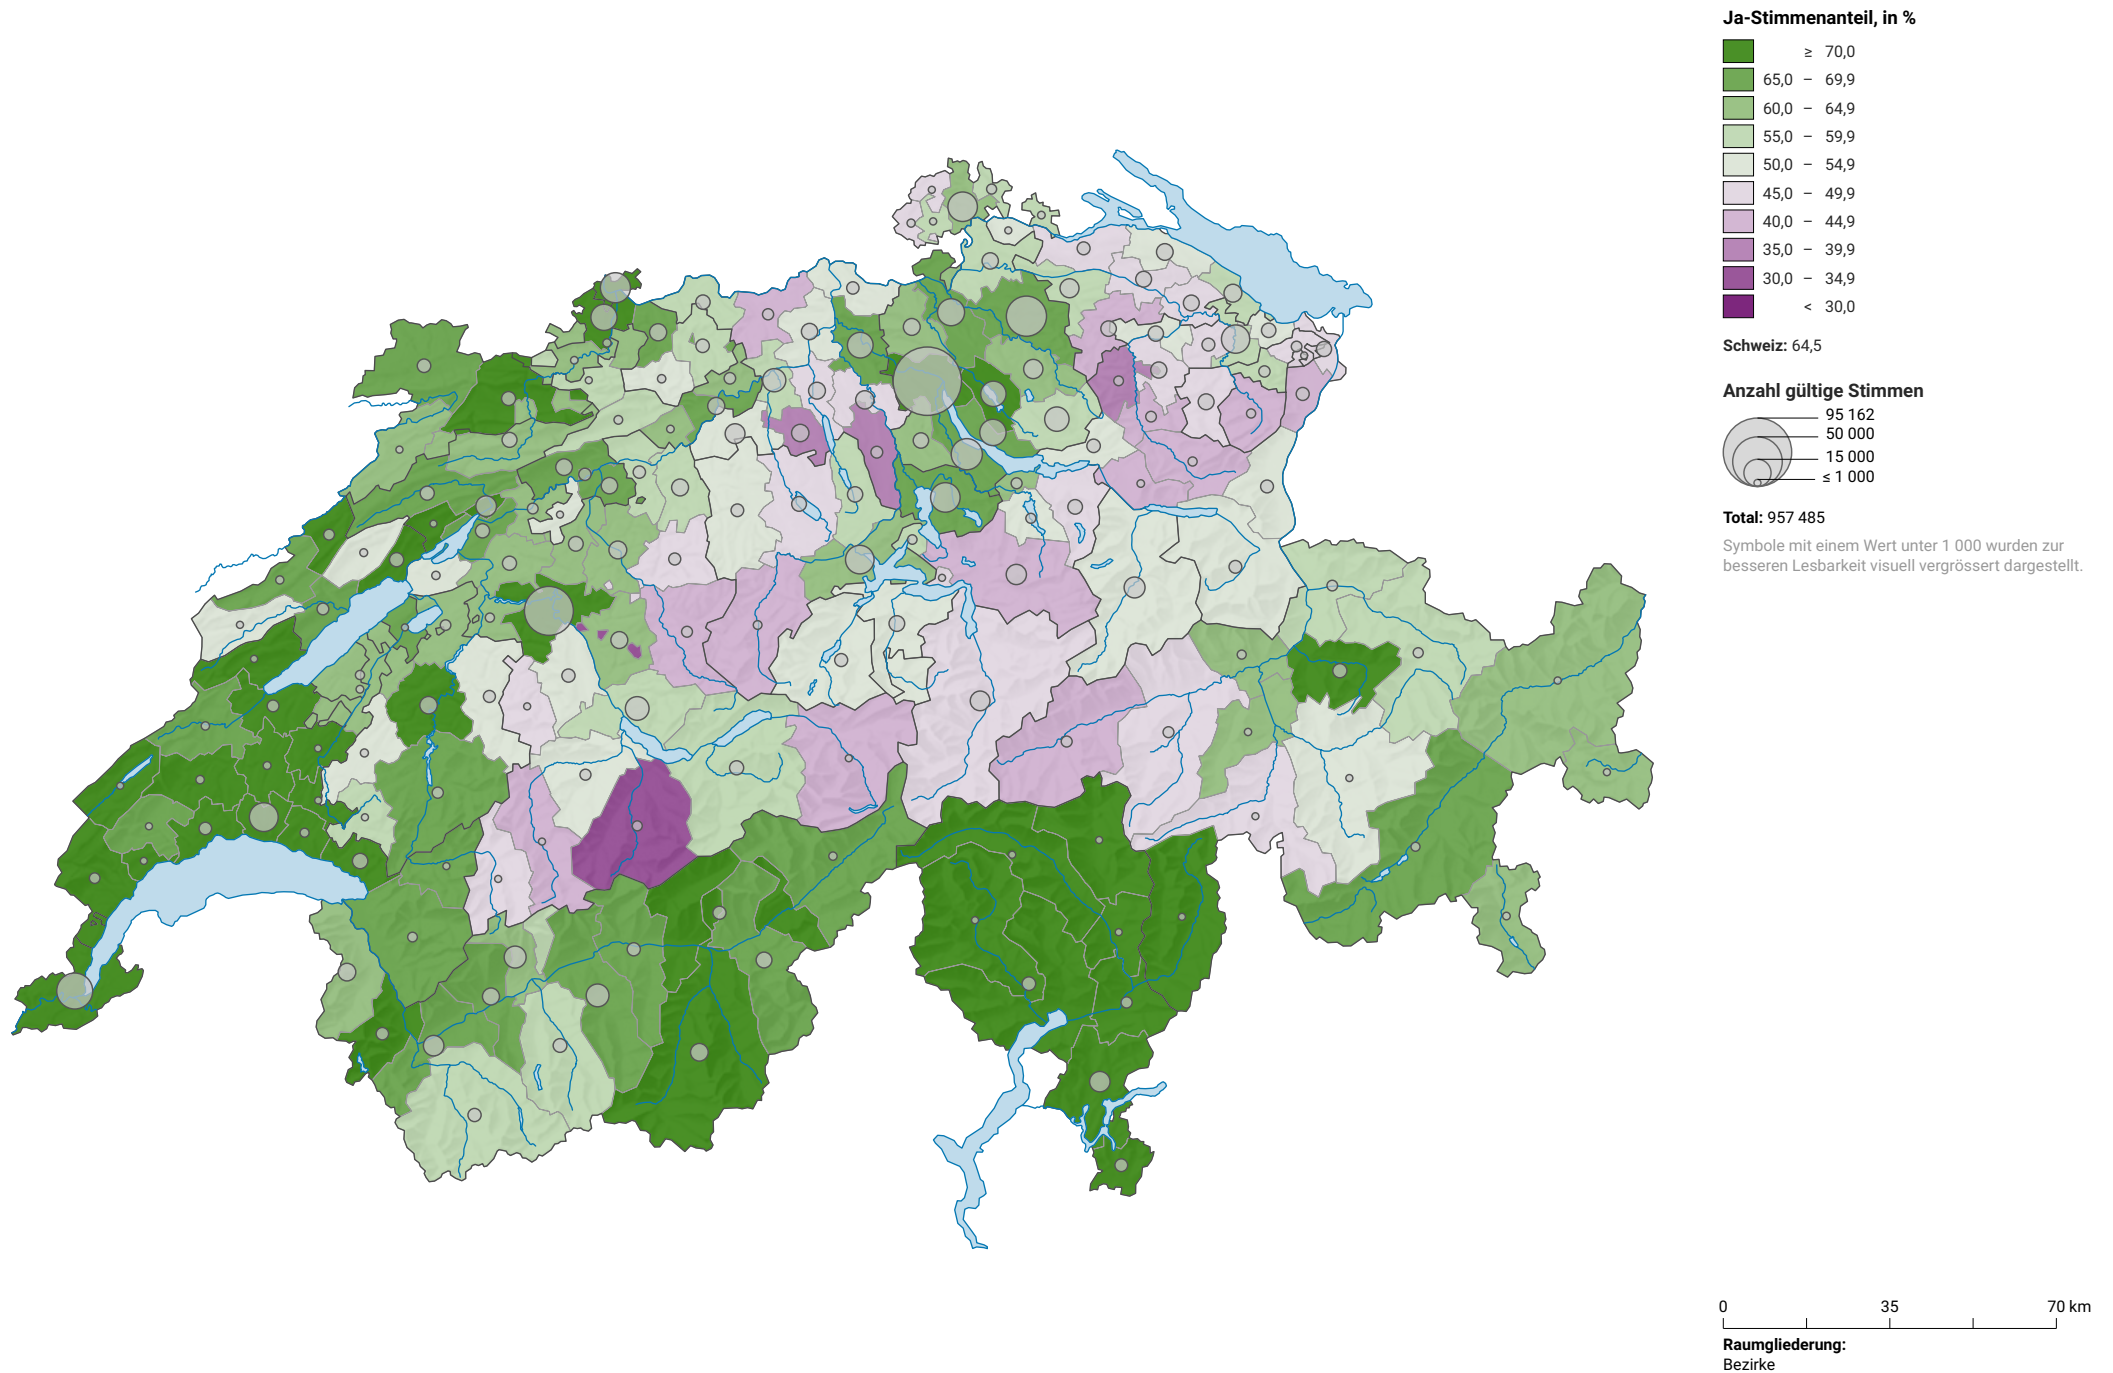 Ja-Stimmenanteil, in %
≥ 70,0
65,0 – 69,9
60,0 – 64,9
55,0 – 59,9
50,0 – 54,9
45,0 – 49,9
40,0 – 44,9
35,0 – 39,9
30,0 – 34,9
< 30,0
Schweiz: 64,5
Anzahl gültige Stimmen
95 162
50 000
15 000
≤ 1 000
Total: 957 485
Symbole mit einem Wert unter 1 000 wurden zur
besseren Lesbarkeit visuell vergrössert dargestellt.
0 35 70 km
Raumgliederung:
Bezirke